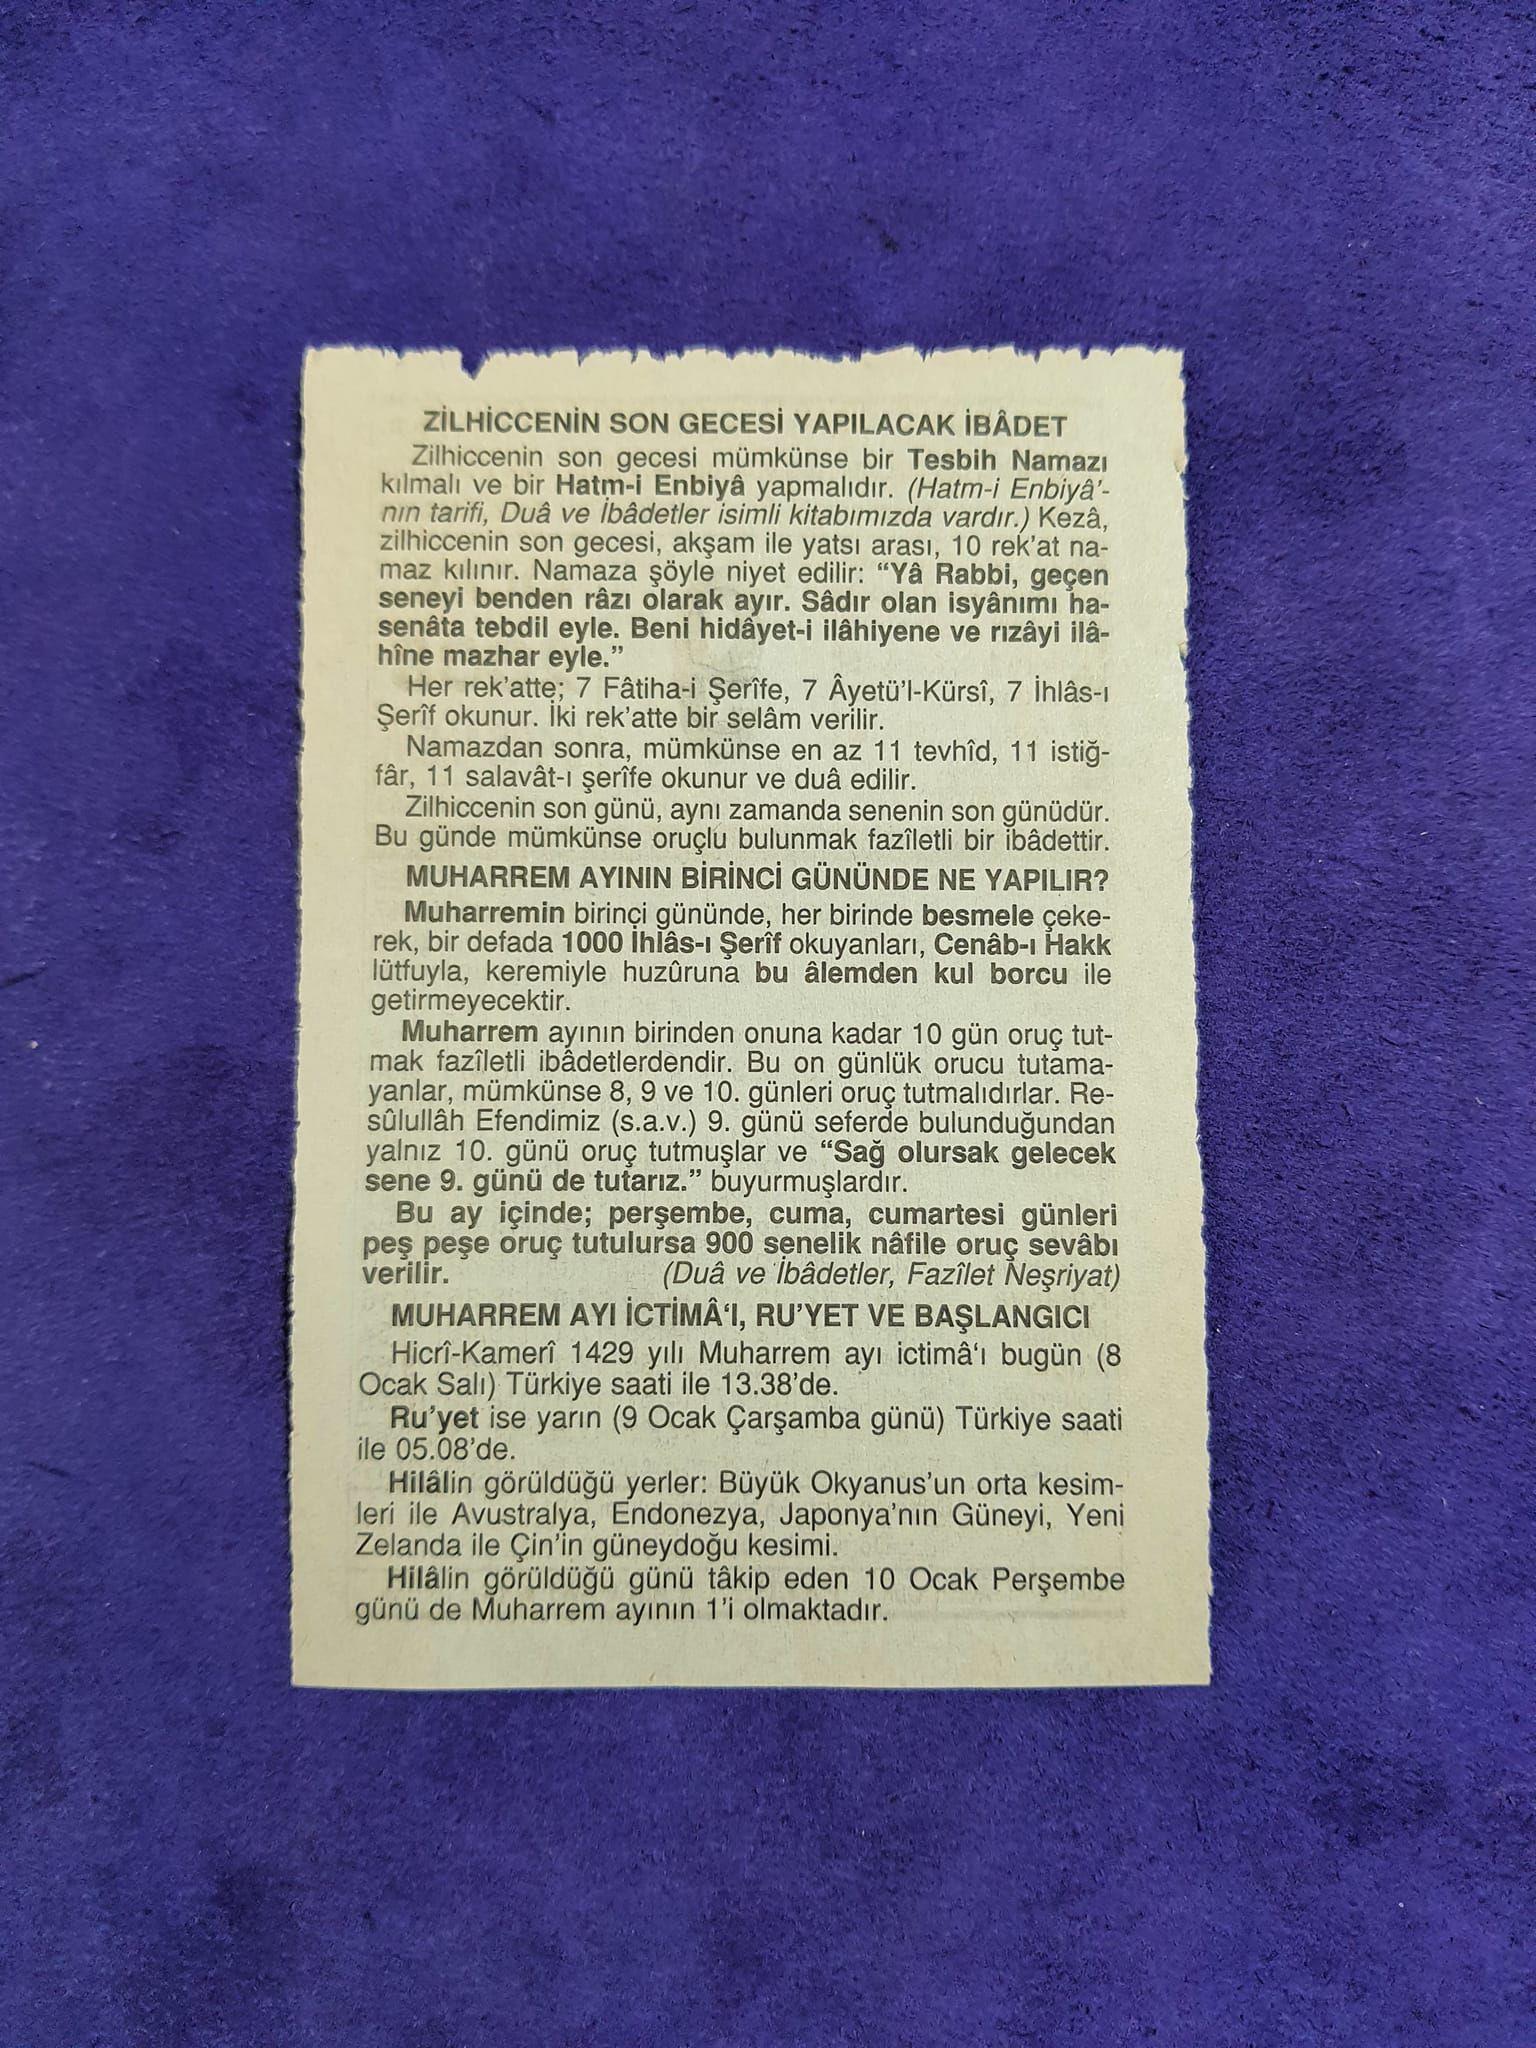 ZİLHİCCENİN SON GECESİ YAPILACAK İBÂDET
Zilhiccenin son gecesi mümkünse bir Tesbih Namazı
kılmalı ve bir Hatm-i Enbiyâ yapmalıdır. (Hatm-i Enbiyâ'-
nın tarifi, Duâ ve İbâdetler isimli kitabımızda vardır.) Kezâ,
zilhiccenin son gecesi, akşam ile yatsı arası, 10 rek'at na-
maz kılınır. Namaza şöyle niyet edilir: “Yâ Rabbi, geçen
seneyi benden râzı olarak ayır. Sâdır olan isyânımı ha-
senâta tebdil eyle. Beni hidâyet-i ilâhiyene ve rızâyi ilâ-
hîne mazhar eyle.”
Her rek'atte; 7 Fâtiha-i Şerîfe, 7 Âyetü'l-Kürsî, 7 İhlâs-ı
Şerîf okunur. İki rek'atte bir selâm verilir.
Namazdan sonra, mümkünse en az 11 tevhîd, 11 istiğ-
fâr, 11 salavât-ı şerîfe okunur ve duâ edilir.
Zilhiccenin son günü, aynı zamanda senenin son günüdür.
Bu günde mümkünse oruçlu bulunmak fazîletli bir ibâdettir.
MUHARREM AYININ BİRİNCİ GÜNÜNDE NE YAPILIR?
Muharremin birinci gününde, her birinde besmele çeke-
rek, bir defada 1000 İhlâs-ı Şerîf okuyanları, Cenâb-ı Hakk
lütfuyla, keremiyle huzûruna bu âlemden kul borcu ile
getirmeyecektir.
Muharrem ayının birinden onuna kadar 10 gün oruç tut-
mak fazîletli ibâdetlerdendir. Bu on günlük orucu tutama-
yanlar, mümkünse 8, 9 ve 10. günleri oruç tutmalıdırlar. Re-
sûlullâh Efendimiz (s.a.v.) 9. günü seferde bulunduğundan
yalnız 10. günü oruç tutmuşlar ve “Sağ olursak gelecek
sene 9. günü de tutarız.” buyurmuşlardır.
Bu ay içinde; perşembe, cuma, cumartesi günleri
peş peşe oruç tutulursa 900 senelik nâfile oruç sevâbı
verilir. (Duâ ve İbâdetler, Fazîlet Neşriyat)
MUHARREM AYI İCTİMÂ‘I, RU'YET VE BAŞLANGICI
Hicrî-Kamerî 1429 yılı Muharrem ayı ictimâ‘ı bugün (8
Ocak Salı) Türkiye saati ile 13.38'de.
Ru'yet ise yarın (9 Ocak Çarşamba günü) Türkiye saati
ile 05.08'de.
Hilâlin görüldüğü yerler: Büyük Okyanus'un orta kesim-
leri ile Avustralya, Endonezya, Japonya'nın Güneyi, Yeni
Zelanda ile Çin'in güneydoğu kesimi.
Hilâlin görüldüğü günü tâkip eden 10 Ocak Perşembe
günü de Muharrem ayının 1'i olmaktadır.